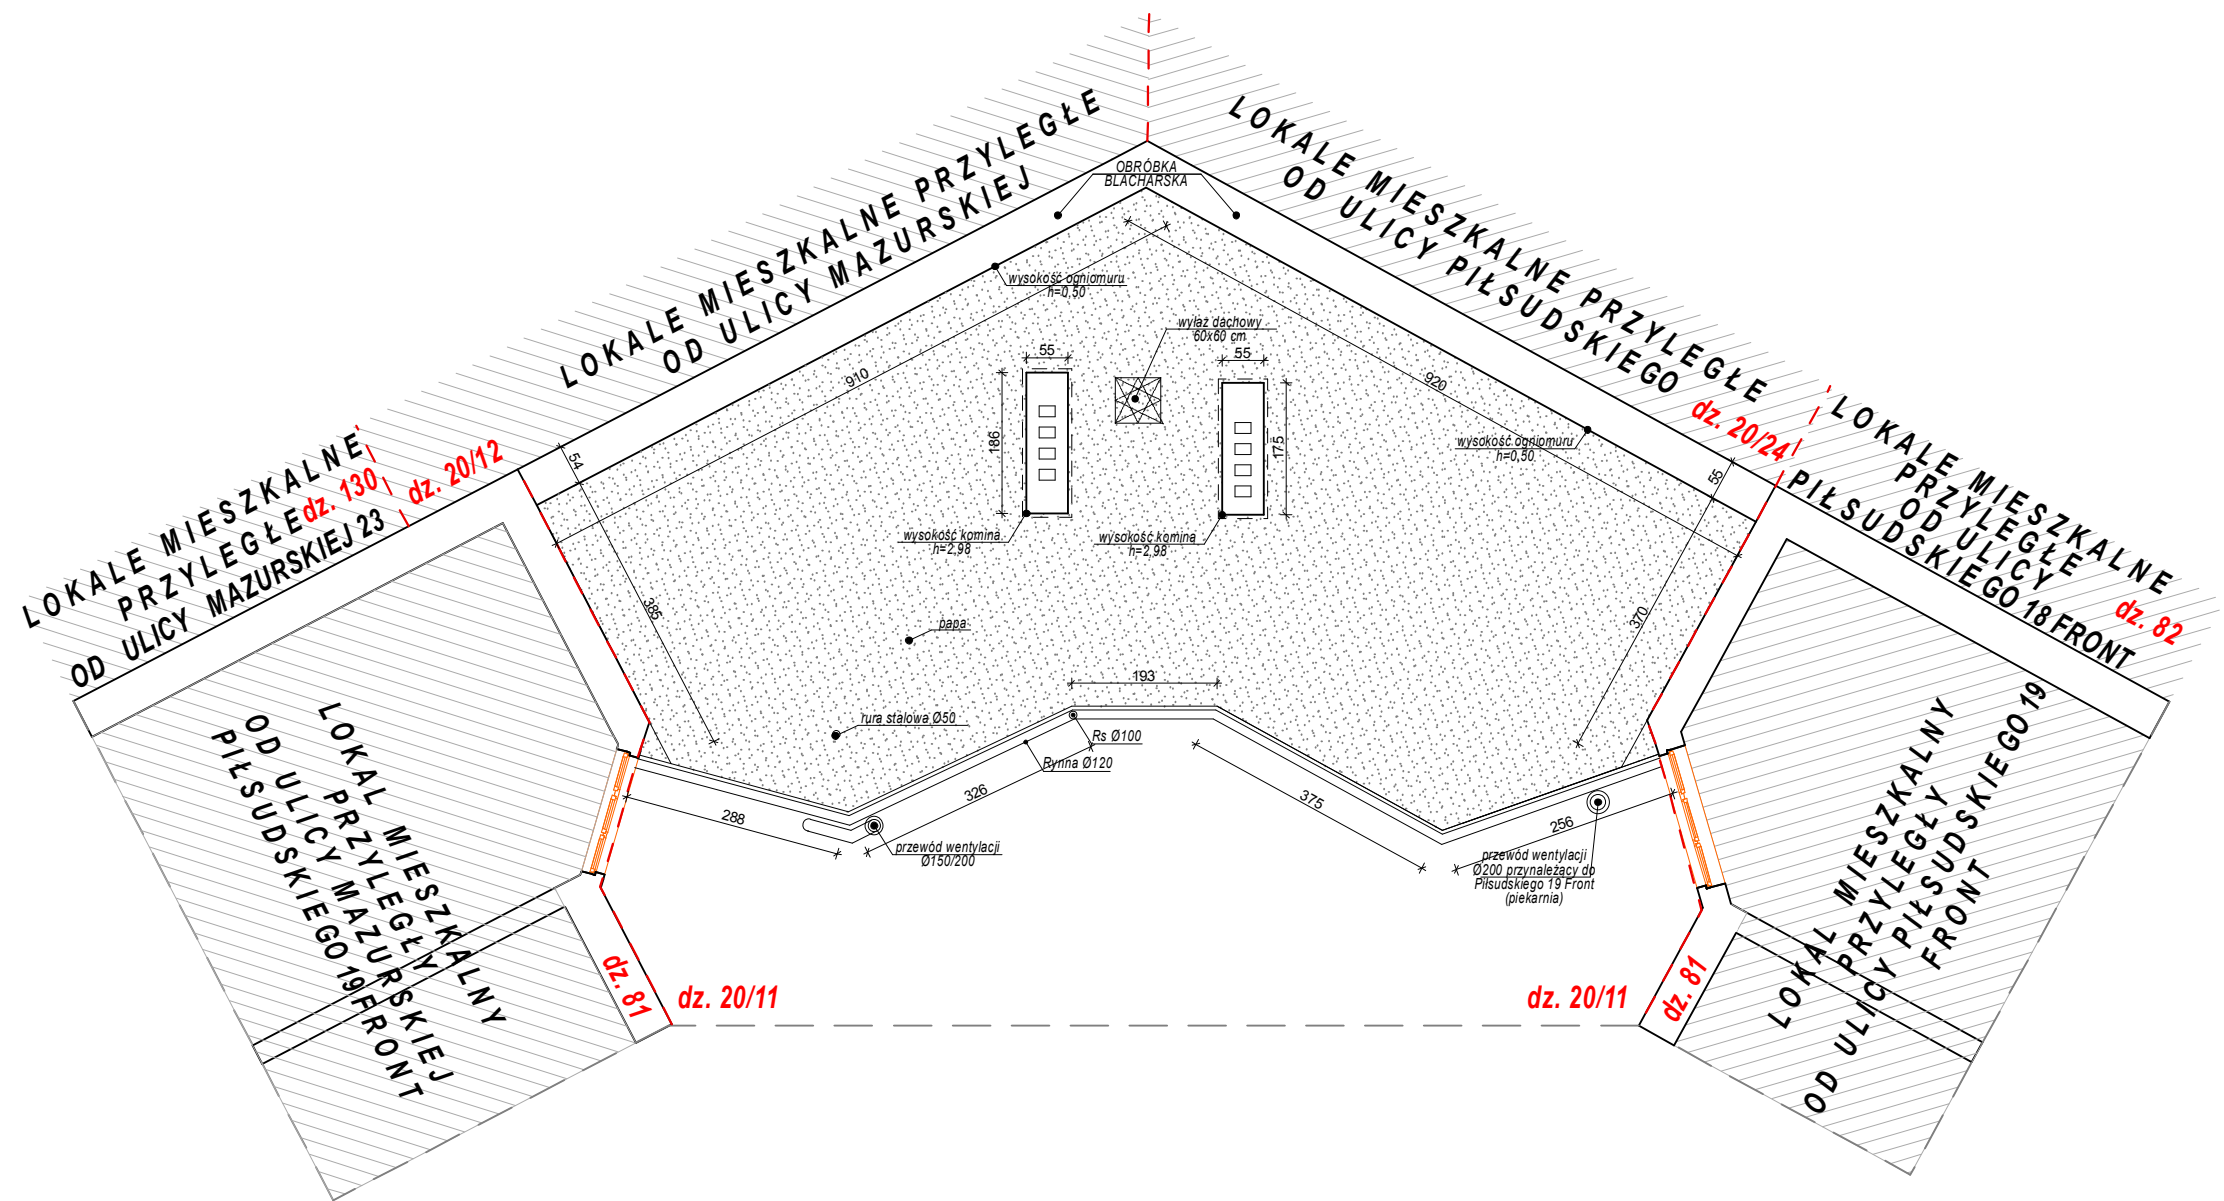 LOKALE MIESZKALNE PRZYLEGŁE
OD ULICY MAZURSKIEJ
LOKALE MIESZKALNE PRZYLEGŁE
OD ULICY PIŁSUDSKIEGO
OBRÓBKA
BLACHARSKA
wysokość ogniomuru
h=0,50
wyłaz dachowy
60x60 cm
910
920
55
55
186
175
wysokość ogniomuru
h=0,50
dz. 20/24
55
LOKALE MIESZKALNE
PRZYLEGŁE
OD ULICY
PIŁSUDSKIEGO 18 FRONT
dz. 82
LOKALE MIESZKALNE
PRZYLEGŁE
OD ULICY MAZURSKIEJ 23
dz. 130
dz. 20/12
54
wysokość komina
h=2,98
wysokość komina
h=2,98
385
370
papa
193
rura stalowa Ø50
Rs Ø100
Rynna Ø120
326
288
375
256
przewód wentylacji
Ø150/200
przewód wentylacji
Ø200 przynależący do
Piłsudskiego 19 Front
(piekarnia)
LOKAL MIESZKALNY
PRZYLEGŁY
OD ULICY MAZURSKIEJ
PIŁSUDSKIEGO 19 FRONT
LOKAL MIESZKALNY
PRZYLEGŁY
OD ULICY PIŁSUDSKIEGO 19
FRONT
dz. 81
dz. 20/11
dz. 20/11
dz. 81